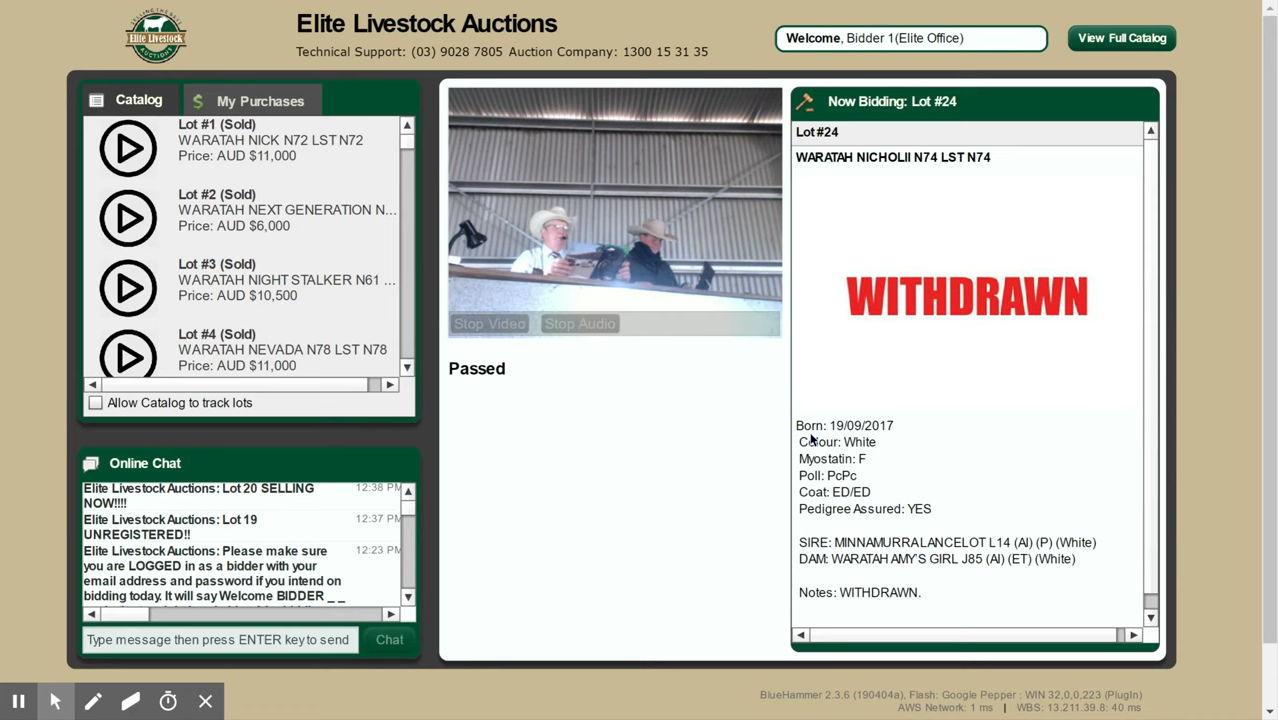 Elite Livestock Auctions
Technical Support: (03) 9028 7805 Auction Company: 1300 15 31 35
Elite Livestock
AUCTIONS
Welcome, Bidder 1(Elite Office)
View Full Catalog
Catalog
My Purchases
Lot #1 (Sold)
WARATAH NICK N72 LST N72
Price: AUD $11,000
Lot #2 (Sold)
WARATAH NEXT GENERATION N...
Price: AUD $6,000
Lot #3 (Sold)
WARATAH NIGHT STALKER N61 ...
Price: AUD $10,500
Lot #4 (Sold)
WARATAH NEVADA N78 LST N78
Price: AUD $11,000
Allow Catalog to track lots
Online Chat
Elite Livestock Auctions: Lot 20 SELLING 12:38 PM
NOW!!!!
Elite Livestock Auctions: Lot 19 12:37 PM
UNREGISTERED!!
Elite Livestock Auctions: Please make sure 12:23 PM
you are LOGGED in as a bidder with your
email address and password if you intend on
bidding today. It will say Welcome BIDDER _ _
Type message then press ENTER key to send
Chat
Stop Video
Stop Audio
Passed
Now Bidding: Lot #24
Lot #24
WARATAH NICHOLII N74 LST N74
WITHDRAWN
Born: 19/09/2017
Colour: White
Myostatin: F
Poll: PcPc
Coat: ED/ED
Pedigree Assured: YES
SIRE: MINNAMURRA LANCELOT L14 (AI) (P) (White)
DAM: WARATAH AMY'S GIRL J85 (AI) (ET) (White)
Notes: WITHDRAWN.
BlueHammer 2.3.6 (190404a), Flash: Google Pepper : WIN 32,0,0,223 (PlugIn)
AWS Network: 1 ms | WBS: 13.211.39.8: 40 ms